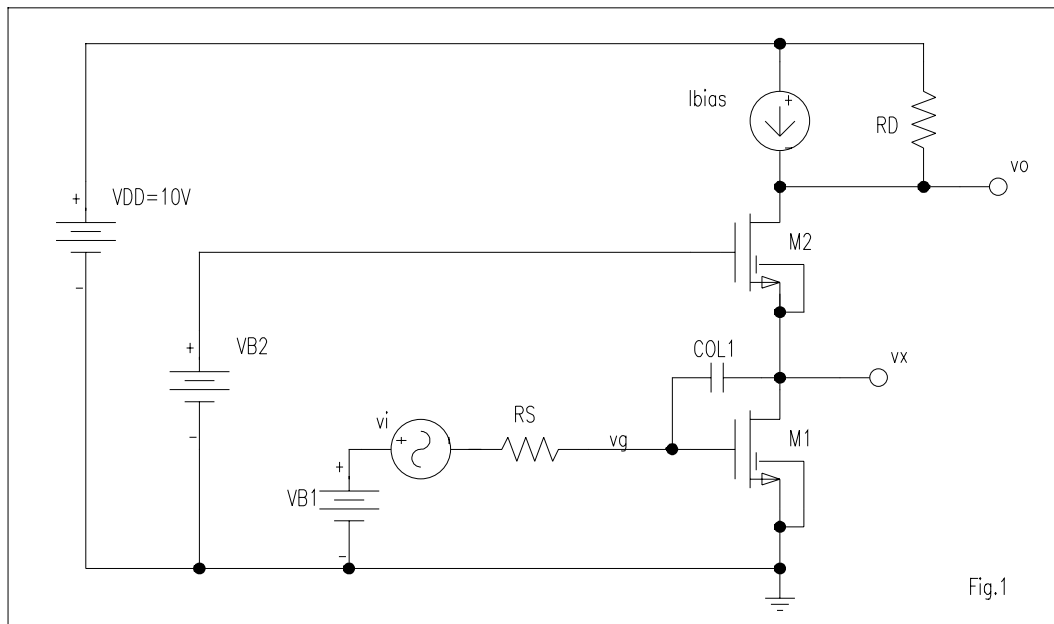 Ibias
+
-
RD
vo
+
VDD=10V
-
M2
+
VB2
-
COL1
vx
vi
+
RS
vg
M1
+
VB1
-
Fig.1